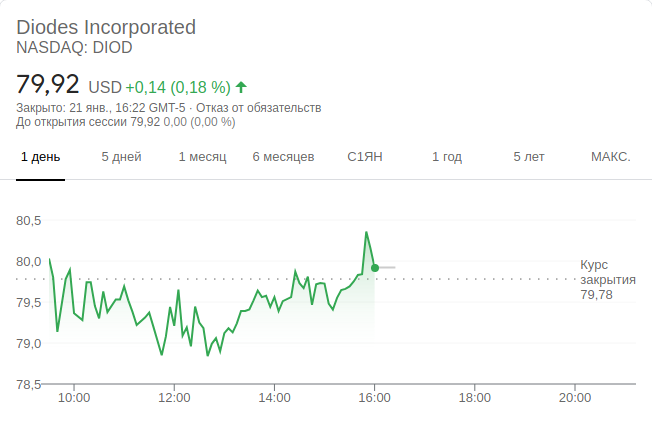 Diodes Incorporated
NASDAQ: DIOD
79,92 USD +0,14 (0,18 %)
Закрыто: 21 янв., 16:22 GMT-5 · Отказ от обязательств
До открытия сессии 79,92 0,00 (0,00 %)
1 день 5 дней 1 месяц 6 месяцев С1ЯН 1 год 5 лет МАКС.
80,5
80,0
79,5
79,0
78,5
Курс
закрытия
79,78
10:00 12:00 14:00 16:00 18:00 20:00